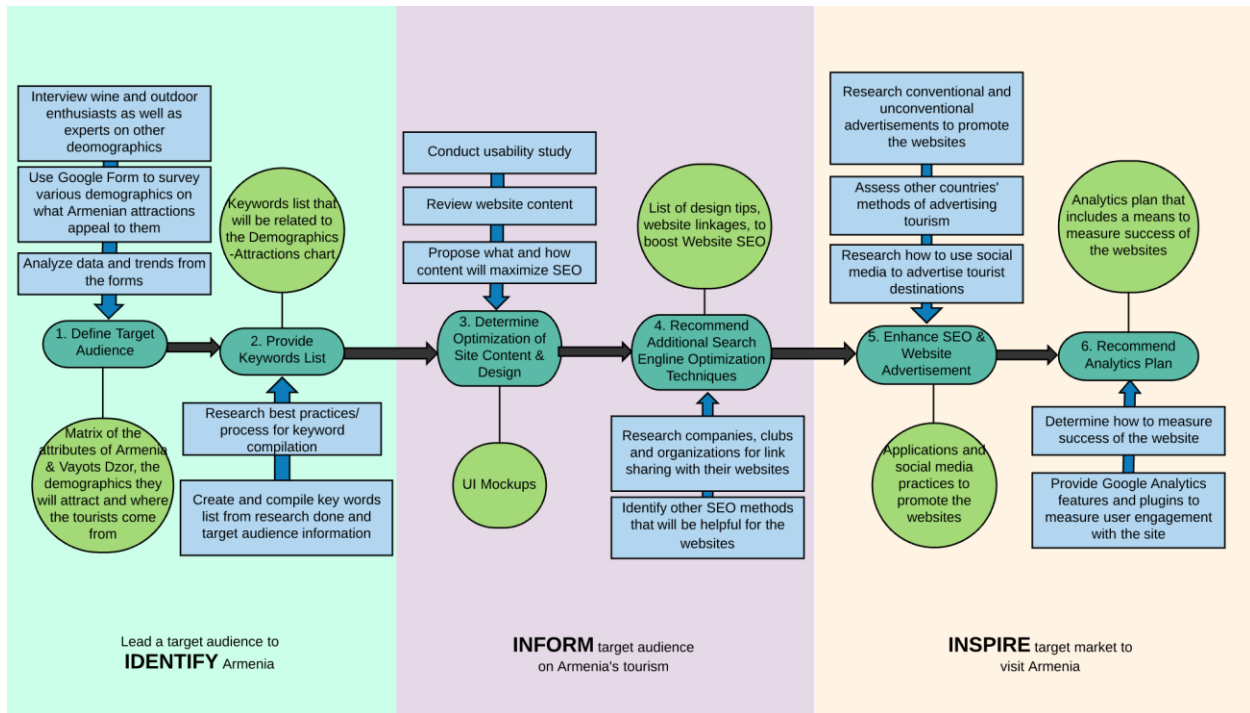 Interview wine and outdoor
enthusiasts as well as
experts on other
deomographics
Use Google Form to survey
various demographics on
what Armenian attractions
appeal to them
Analyze data and trends from
the forms
1. Define Target
Audience
Matrix of the
attributes of Armenia
& Vayots Dzor, the
demographics they
will attract and where
the tourists come
from
Keywords list that
will be related to
the Demographics
-Attractions chart
2. Provide
Keywords List
Research best practices/
process for keyword
compilation
Create and compile key words
list from research done and
target audience information
Lead a target audience to
IDENTIFY Armenia
Conduct usability study
Review website content
Propose what and how
content will maximize SEO
3. Determine
Optimization of
Site Content &
Design
UI Mockups
List of design tips,
website linkages, to
boost Website SEO
4. Recommend
Additional Search
Engline Optimization
Techniques
Research companies, clubs
and organizations for link
sharing with their websites
Identify other SEO methods
that will be helpful for the
websites
INFORM target audience
on Armenia's tourism
Research conventional and
unconventional
advertisements to promote
the websites
Assess other countries'
methods of advertising
tourism
Research how to use social
media to advertise tourist
destinations
5. Enhance SEO &
Website
Advertisement
Applications and
social media
practices to
promote the
websites
Analytics plan that
includes a means to
measure success of
the websites
6. Recommend
Analytics Plan
Determine how to measure
success of the website
Provide Google Analytics
features and plugins to
measure user engagement
with the site
INSPIRE target market to
visit Armenia